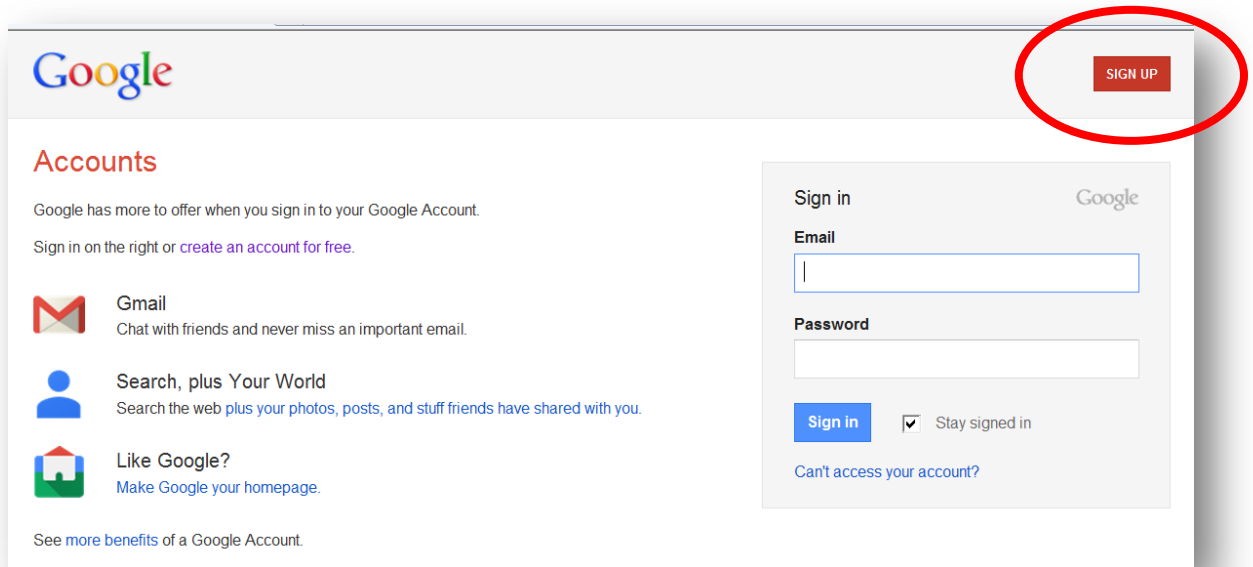 Google
SIGN UP
Accounts
Google has more to offer when you sign in to your Google Account.
Sign in on the right or create an account for free.
Gmail
Chat with friends and never miss an important email.
Search, plus Your World
Search the web plus your photos, posts, and stuff friends have shared with you.
Like Google?
Make Google your homepage.
See more benefits of a Google Account.
Sign in Google
Email
Password
Sign in Stay signed in
Can't access your account?